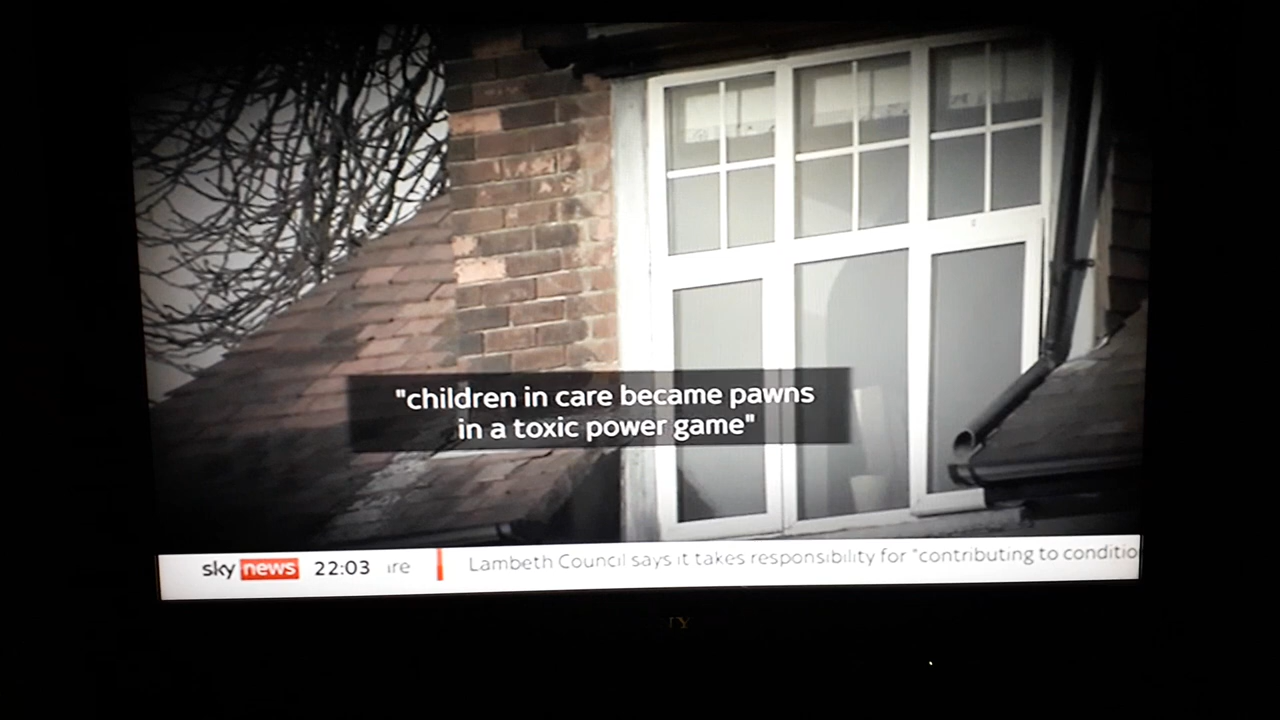 "children in care became pawns
in a toxic power game"
sky news 22:03 ire Lambeth Council says it takes responsibility for "contributing to conditio